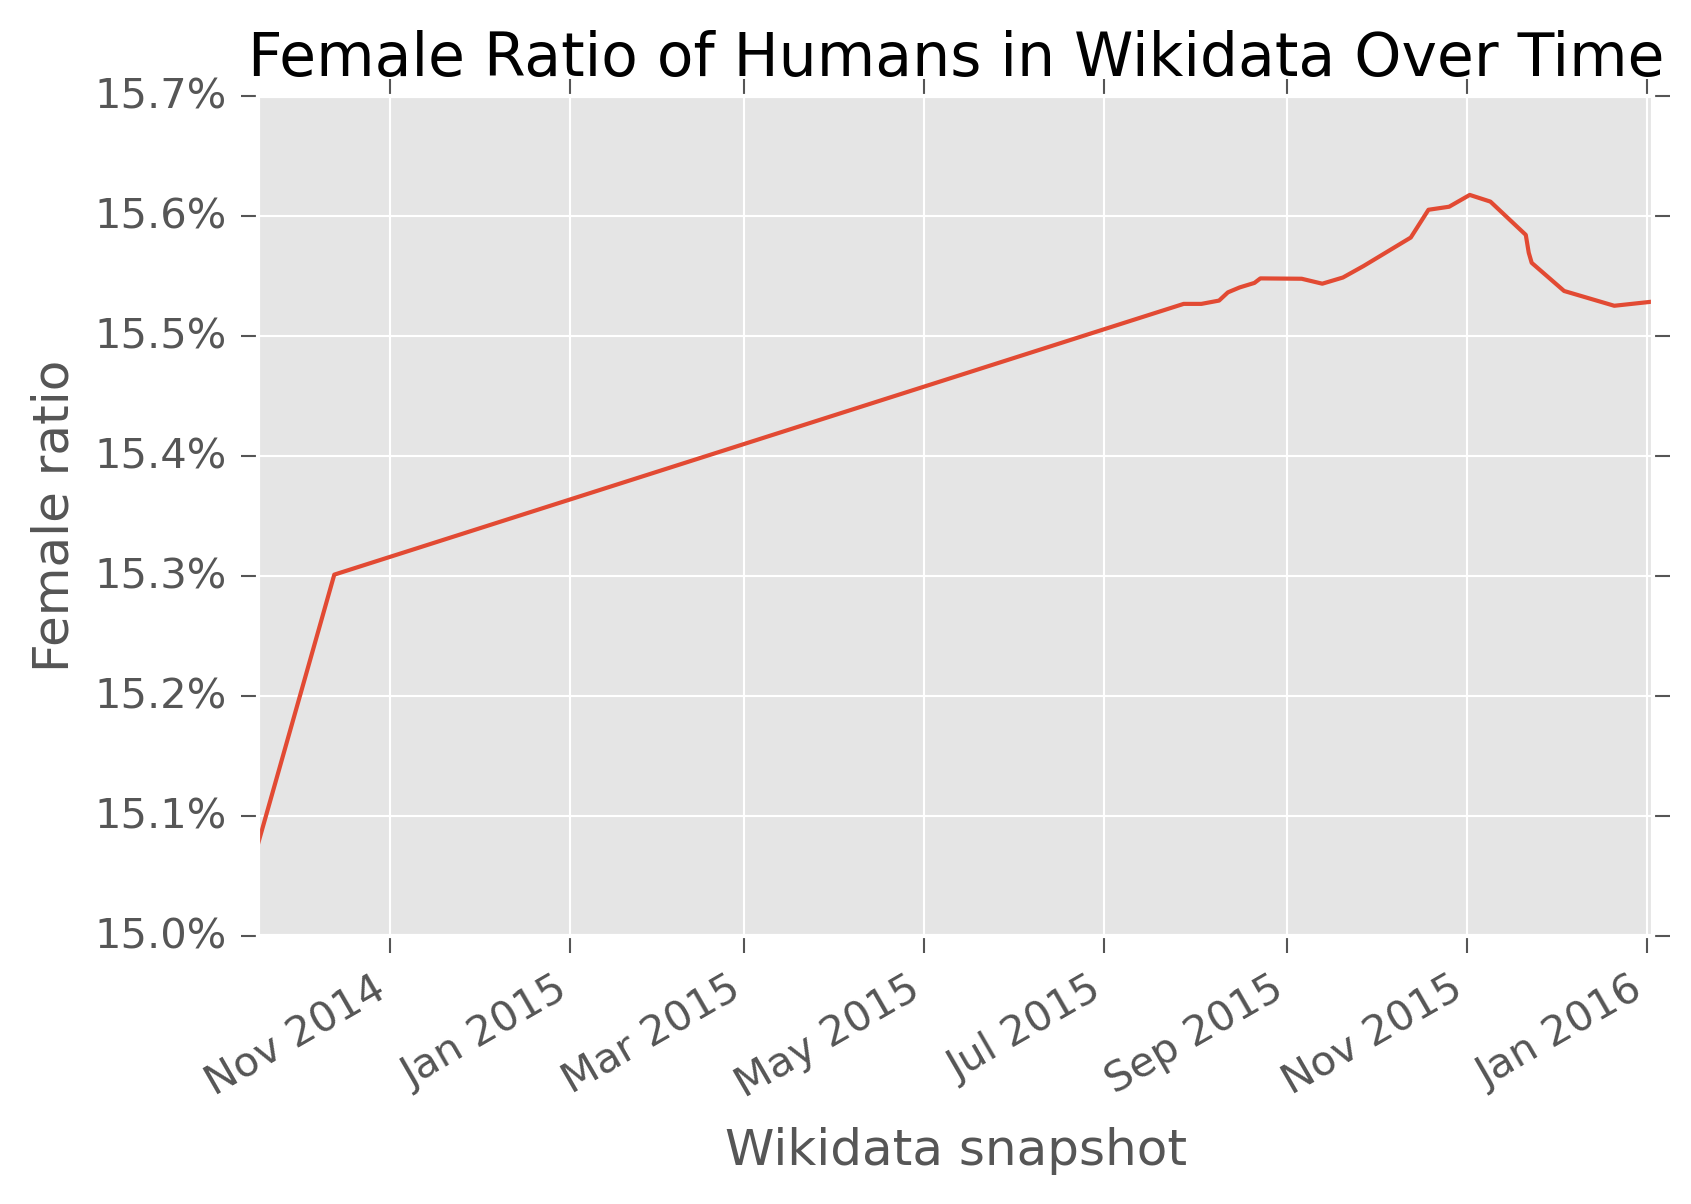 Female Ratio of Humans in Wikidata Over Time
15.7%
15.6%
15.5%
15.4%
15.3%
15.2%
15.1%
15.0%
Female ratio
Nov 2014
Jan 2015
Mar 2015
May 2015
Jul 2015
Sep 2015
Nov 2015
Jan 2016
Wikidata snapshot